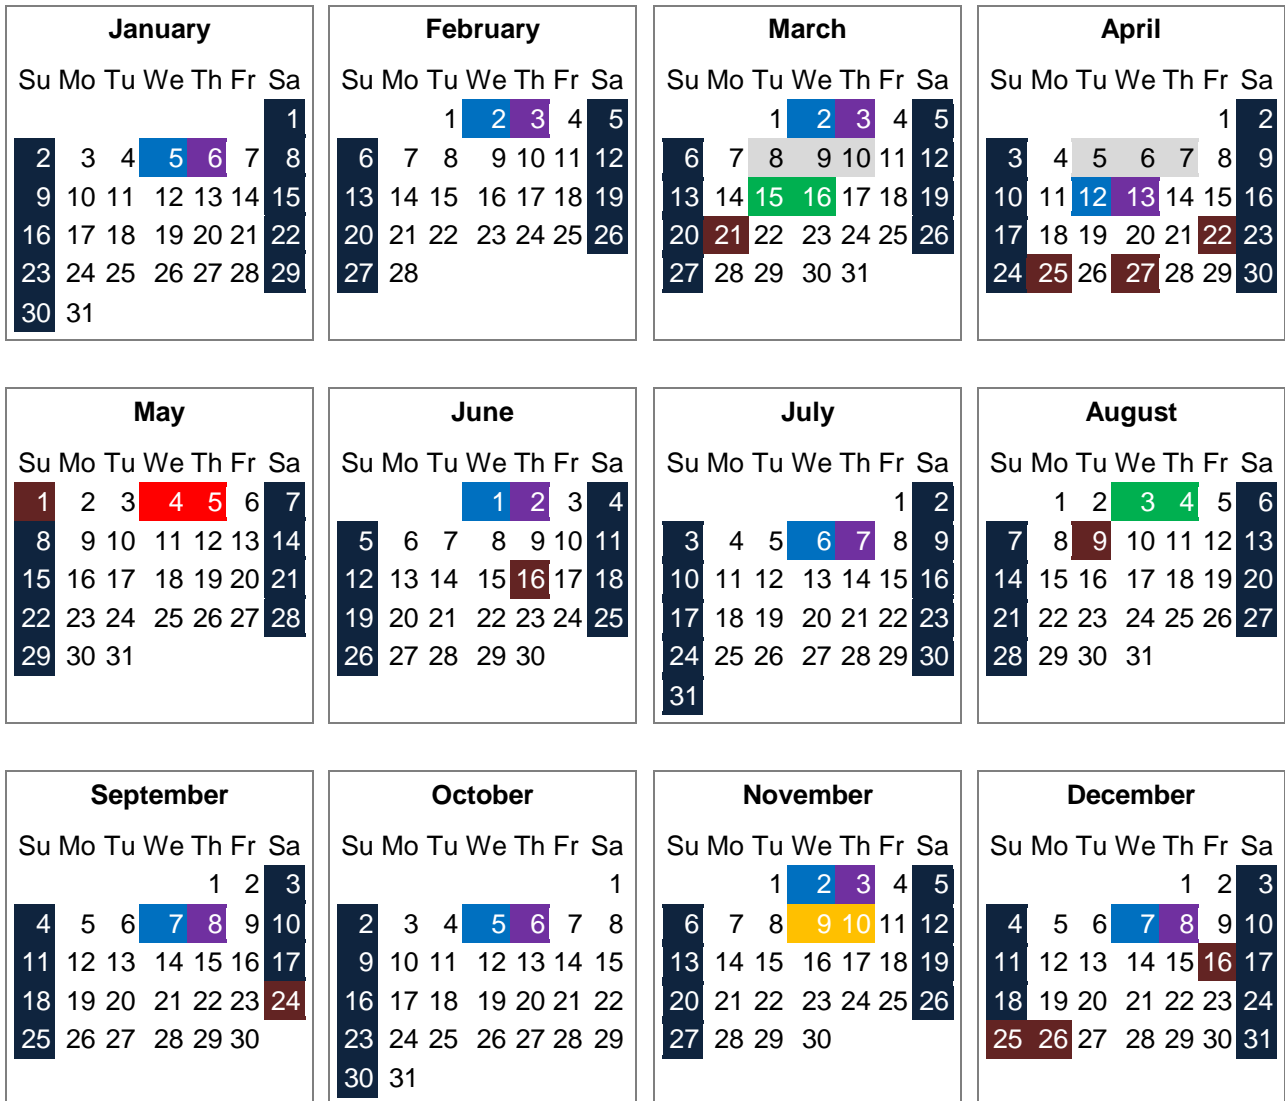 January
Su Mo Tu We Th Fr Sa
1
2 3 4 5 6 7 8
9 10 11 12 13 14 15
16 17 18 19 20 21 22
23 24 25 26 27 28 29
30 31
February
Su Mo Tu We Th Fr Sa
1 2 3 4 5
6 7 8 9 10 11 12
13 14 15 16 17 18 19
20 21 22 23 24 25 26
27 28
March
Su Mo Tu We Th Fr Sa
1 2 3 4 5
6 7 8 9 10 11 12
13 14 15 16 17 18 19
20 21 22 23 24 25 26
27 28 29 30 31
April
Su Mo Tu We Th Fr Sa
1 2
3 4 5 6 7 8 9
10 11 12 13 14 15 16
17 18 19 20 21 22 23
24 25 26 27 28 29 30
May
Su Mo Tu We Th Fr Sa
1 2 3 4 5 6 7
8 9 10 11 12 13 14
15 16 17 18 19 20 21
22 23 24 25 26 27 28
29 30 31
June
Su Mo Tu We Th Fr Sa
1 2 3 4
5 6 7 8 9 10 11
12 13 14 15 16 17 18
19 20 21 22 23 24 25
26 27 28 29 30
July
Su Mo Tu We Th Fr Sa
1 2
3 4 5 6 7 8 9
10 11 12 13 14 15 16
17 18 19 20 21 22 23
24 25 26 27 28 29 30
31
August
Su Mo Tu We Th Fr Sa
1 2 3 4 5 6
7 8 9 10 11 12 13
14 15 16 17 18 19 20
21 22 23 24 25 26 27
28 29 30 31
September
Su Mo Tu We Th Fr Sa
1 2 3
4 5 6 7 8 9 10
11 12 13 14 15 16 17
18 19 20 21 22 23 24
25 26 27 28 29 30
October
Su Mo Tu We Th Fr Sa
1
2 3 4 5 6 7 8
9 10 11 12 13 14 15
16 17 18 19 20 21 22
23 24 25 26 27 28 29
30 31
November
Su Mo Tu We Th Fr Sa
1 2 3 4 5
6 7 8 9 10 11 12
13 14 15 16 17 18 19
20 21 22 23 24 25 26
27 28 29 30
December
Su Mo Tu We Th Fr Sa
1 2 3
4 5 6 7 8 9 10
11 12 13 14 15 16 17
18 19 20 21 22 23 24
25 26 27 28 29 30 31